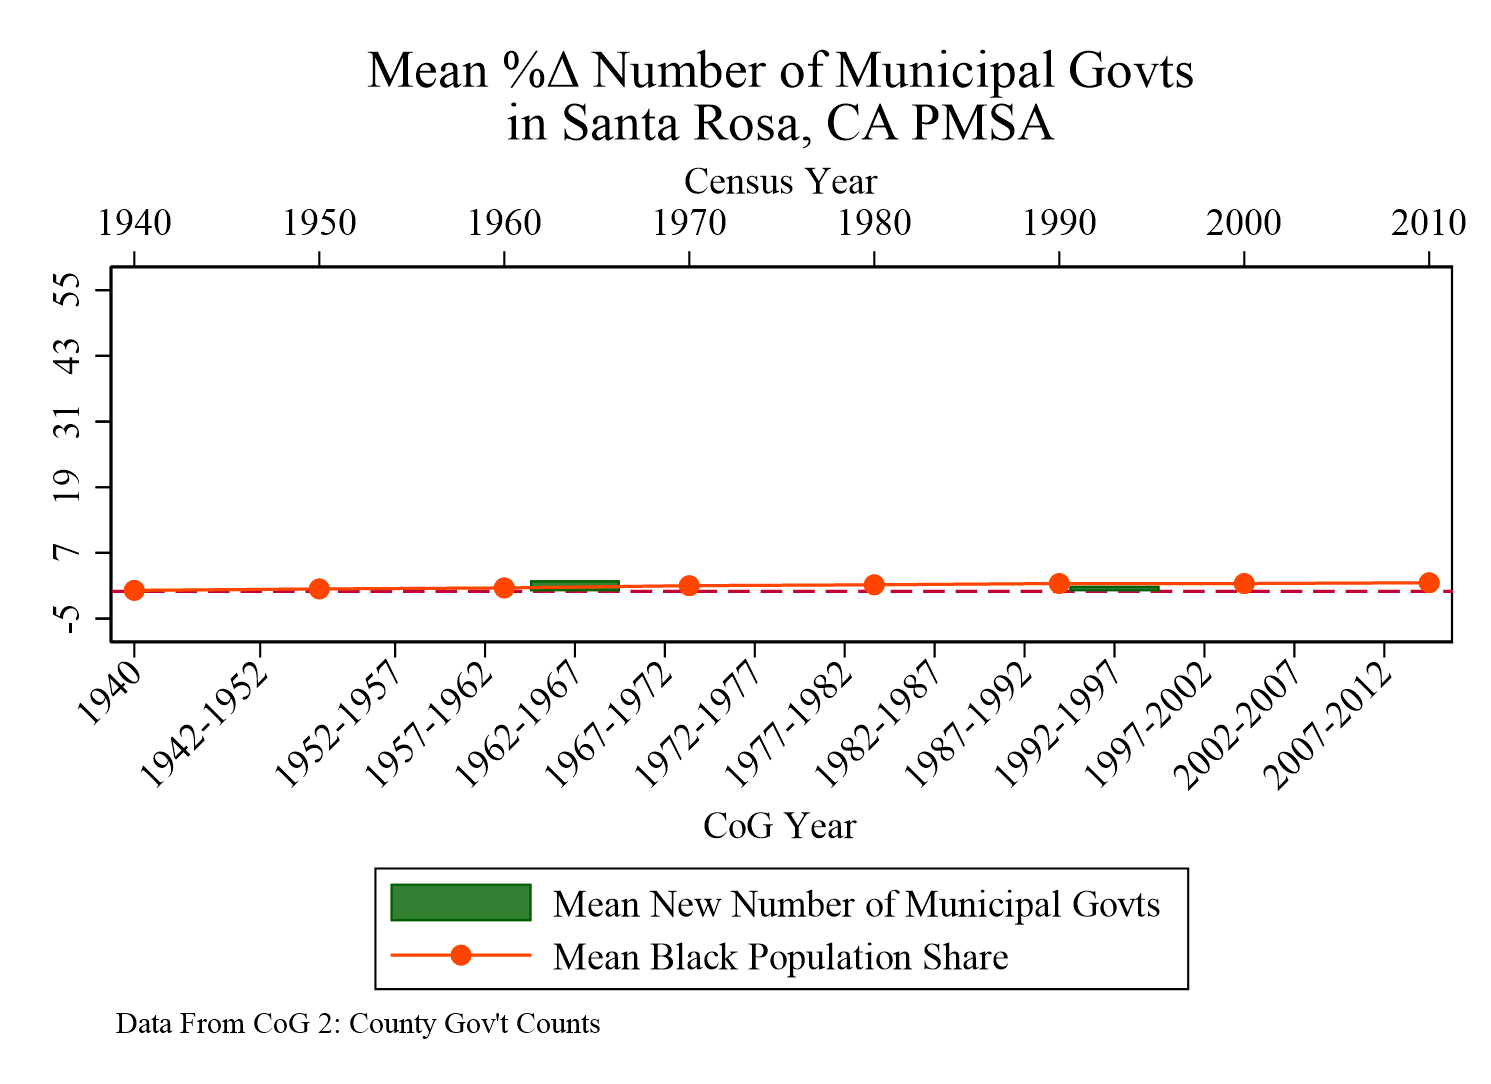 Mean %Δ Number of Municipal Govts
in Santa Rosa, CA PMSA
Census Year
1940 1950 1960 1970 1980 1990 2000 2010
55
43
31
19
7
-5
1940 1942-1952 1952-1957 1957-1962 1962-1967 1967-1972 1972-1977 1977-1982 1982-1987 1987-1992 1992-1997 1997-2002 2002-2007 2007-2012
CoG Year
Mean New Number of Municipal Govts
Mean Black Population Share
Data From CoG 2: County Gov't Counts